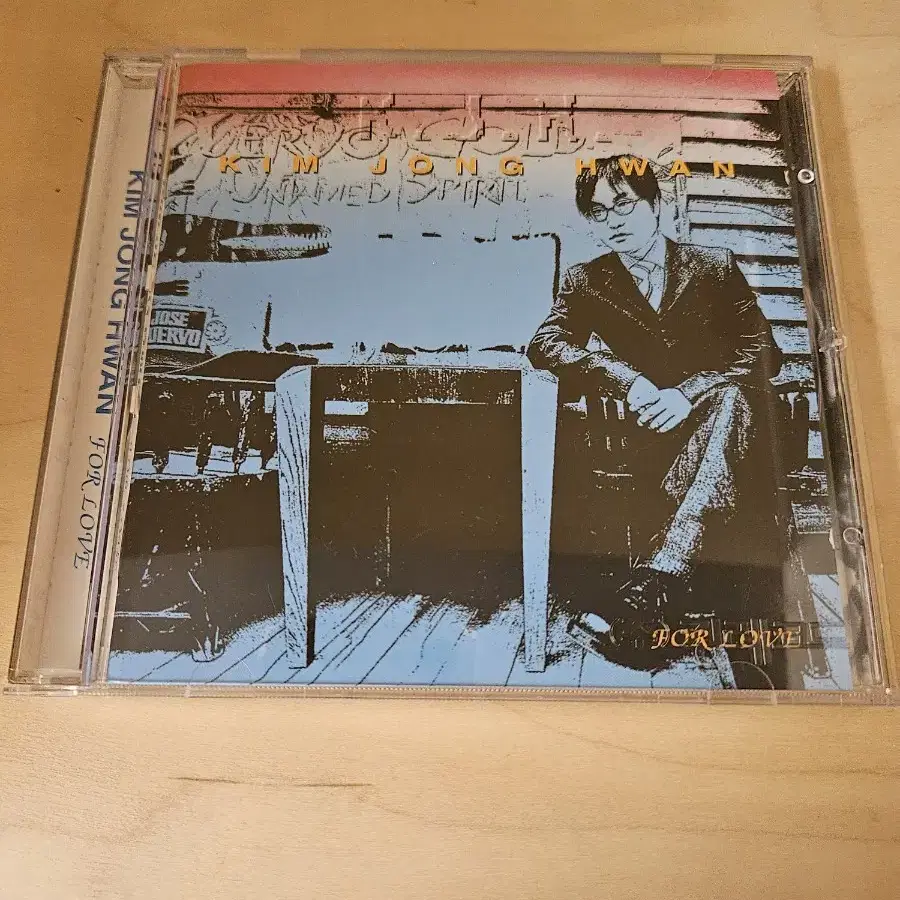 KIM JONG HWAN
UNTAMED SPIRIT
JOSE
CUERVO
FOR LOVE
KIM JONG HWAN FOR LOVE